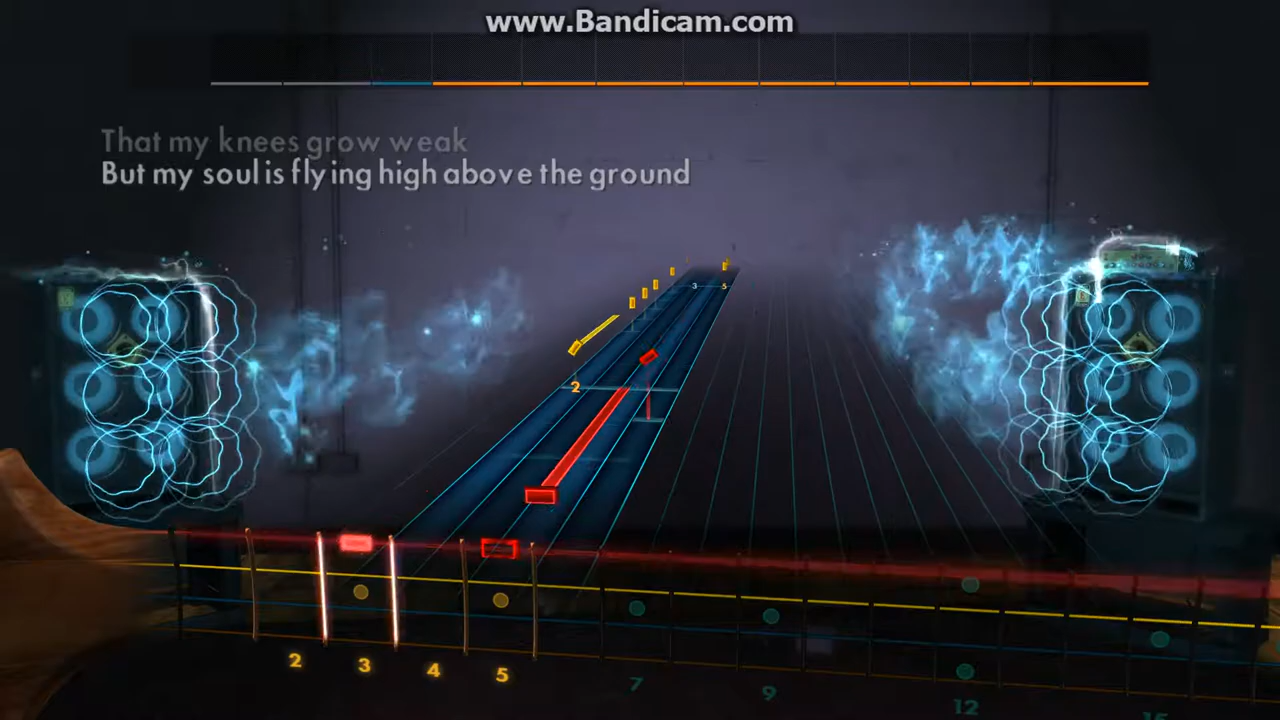 www.Bandicam.com
That my knees grow weak
But my soul is flying high above the ground
3 5
2
2 3 4 5 7 9 12 15